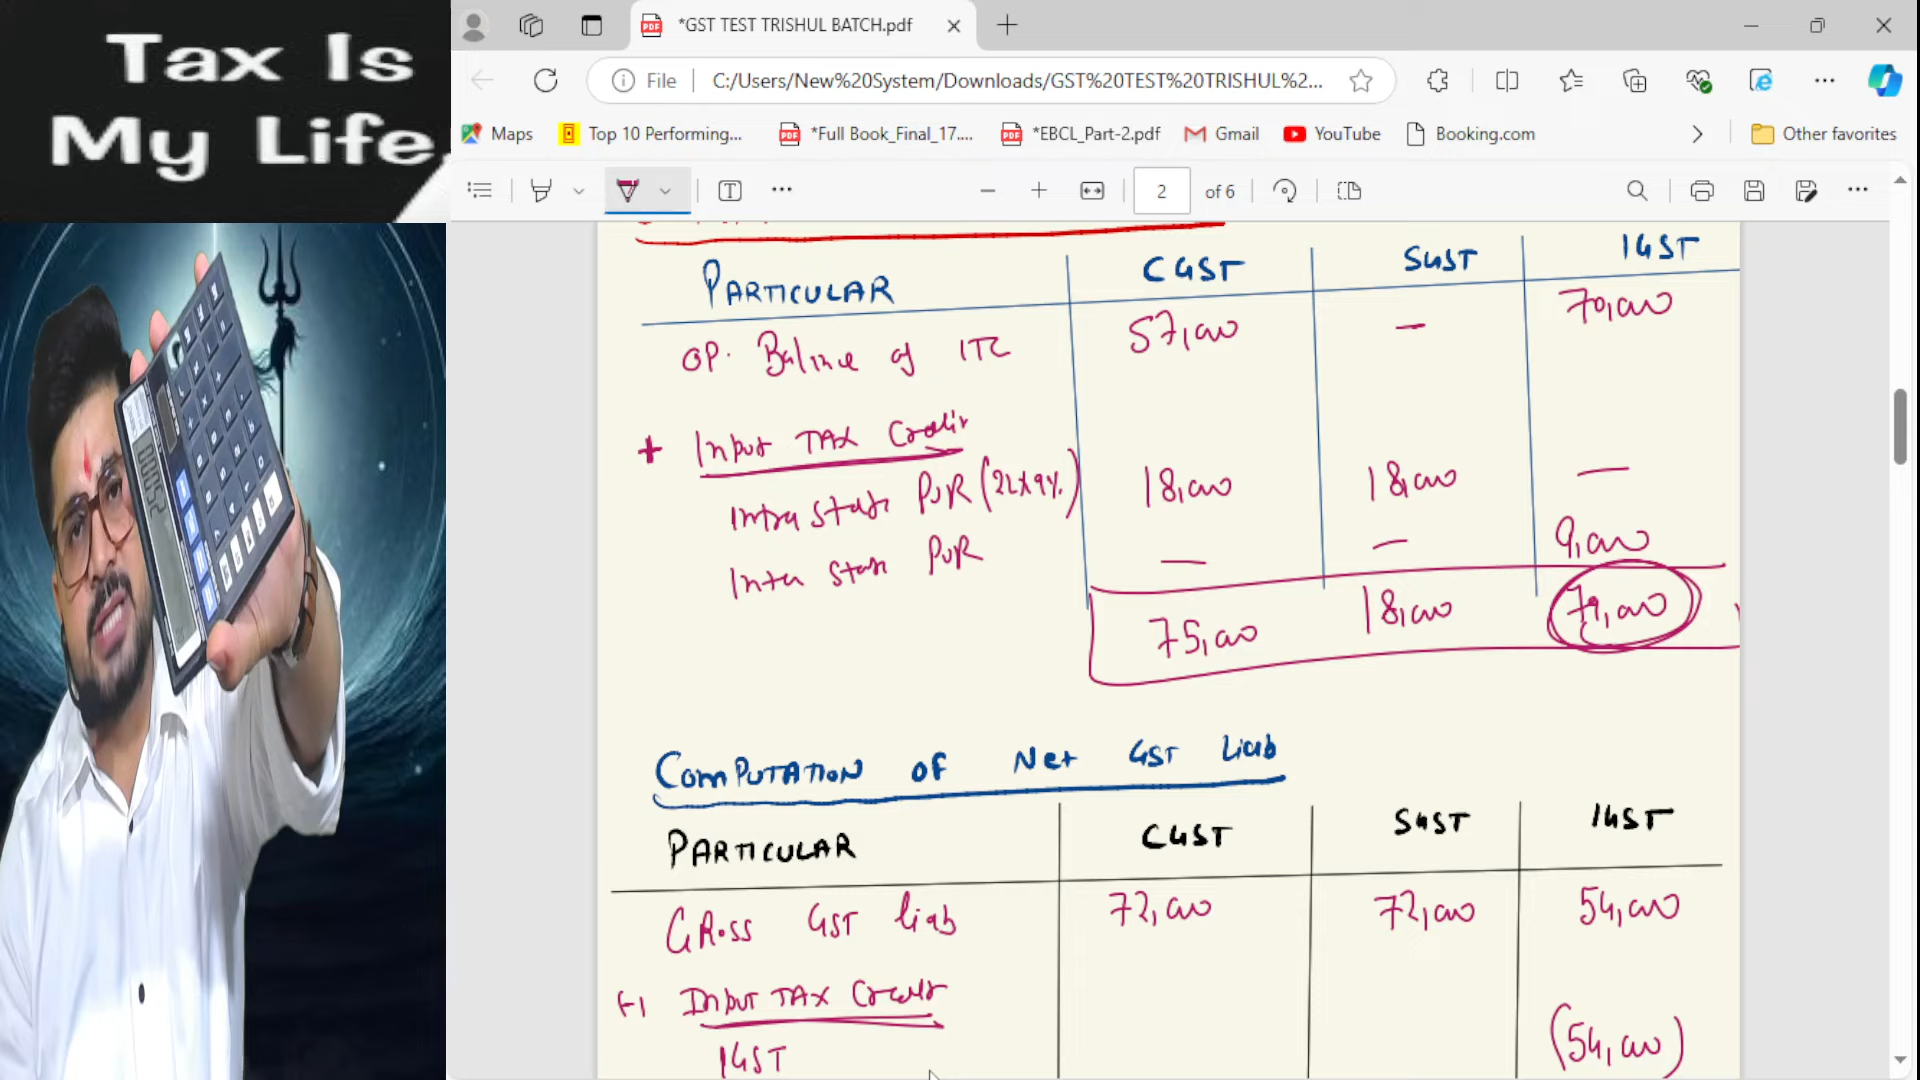 Tax Is
My Life.
*GST TEST TRISHUL BATCH.pdf
File
C:/Users/New%20System/Downloads/GST%20TEST%20TRISHUL%2...
Maps
Top 10 Performing...
*Full Book_Final_17....
*EBCL_Part-2.pdf
Gmail
YouTube
Booking.com
Other favorites
2 of 6
PARTICULAR CGST SGST IGST
OP. Balance of ITC 57,000 — 70,000
+ Input TAX Credit
Intra State PUR (2L×9%) 18,000 18,000 —
Inter State PUR — — 9,000
75,000 18,000 79,000
COMPUTATION OF Net GST Liab
PARTICULAR CGST SGST IGST
GRoss GST liab 72,000 72,000 54,000
(-) Input TAX Credit
IGST (54,000)